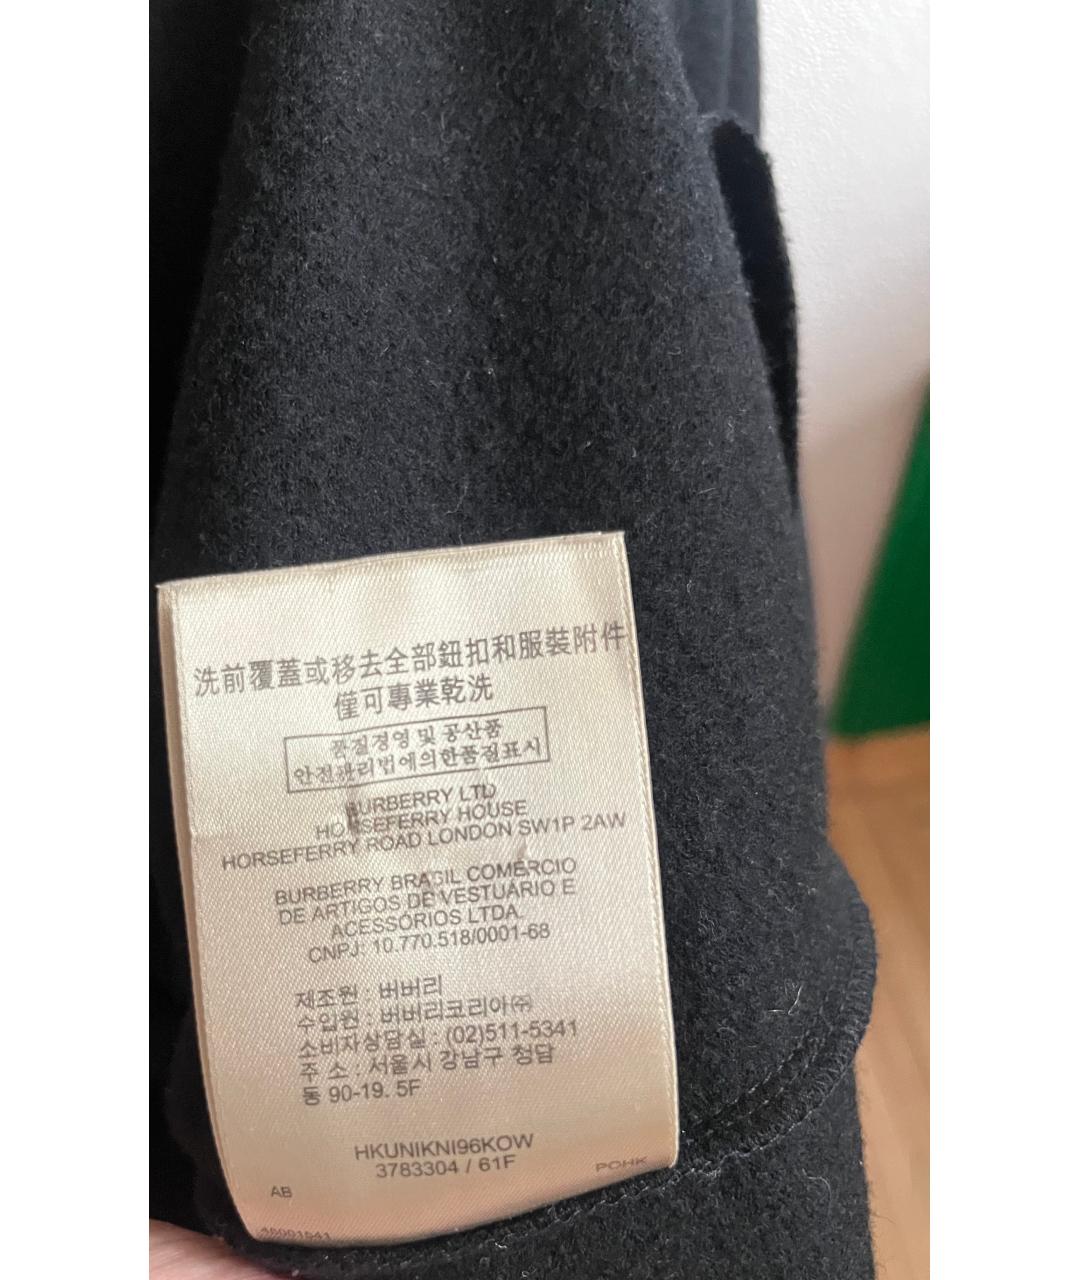 洗前覆蓋或移去全部鈕扣和服裝附件
僅可專業乾洗
품질경영 및 공산품
안전관리법에의한품질표시
BURBERRY LTD
HORSEFERRY HOUSE
HORSEFERRY ROAD LONDON SW1P 2AW
BURBERRY BRASIL COMERCIO
DE ARTIGOS DE VESTUÁRIO E
ACESSÓRIOS LTDA.
CNPJ: 10.770.518/0001-68
제조원 : 버버리
수입원 : 버버리코리아㈜
소비자상담실 : (02)511-5341
주 소 : 서울시 강남구 청담
동 90-19. 5F
HKUNIKNI96KOW
3783304 / 61F
POHK
AB
46001541